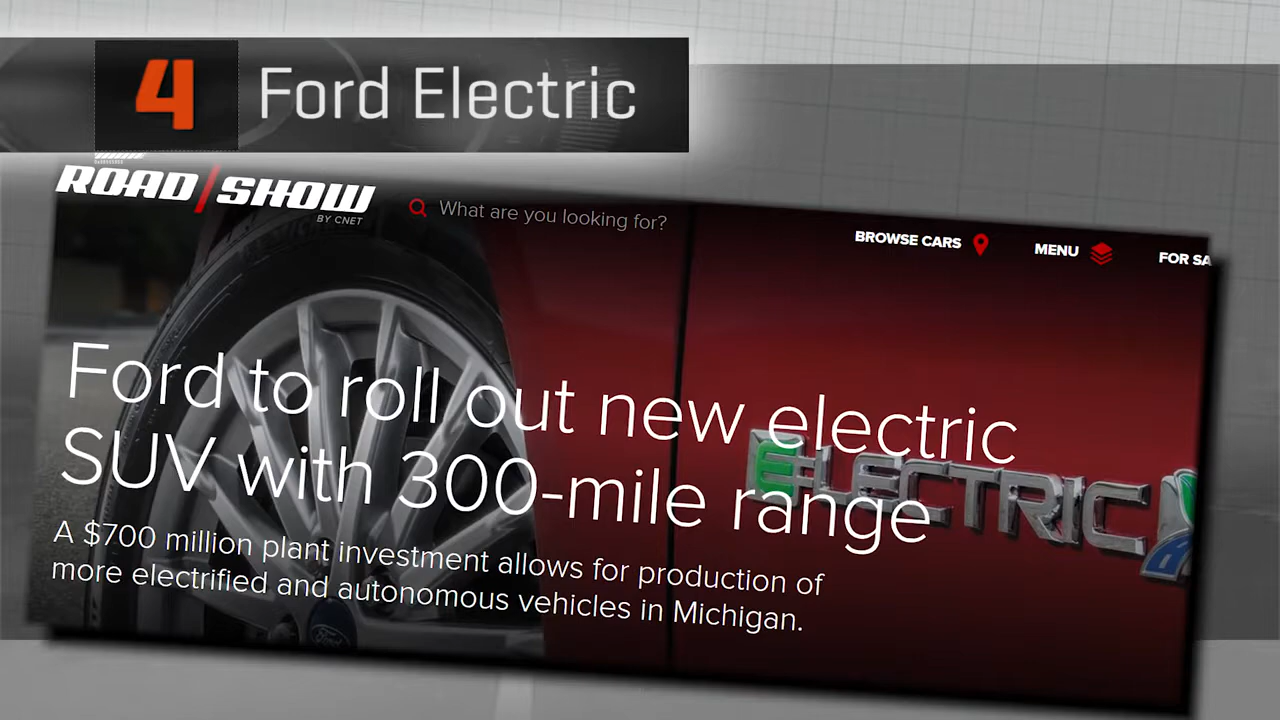 4 Ford Electric
ROAD/SHOW
BY CNET
What are you looking for?
BROWSE CARS
MENU
FOR SA
Ford to roll out new electric
SUV with 300-mile range
ELECTRIC
A $700 million plant investment allows for production of
more electrified and autonomous vehicles in Michigan.
Ford